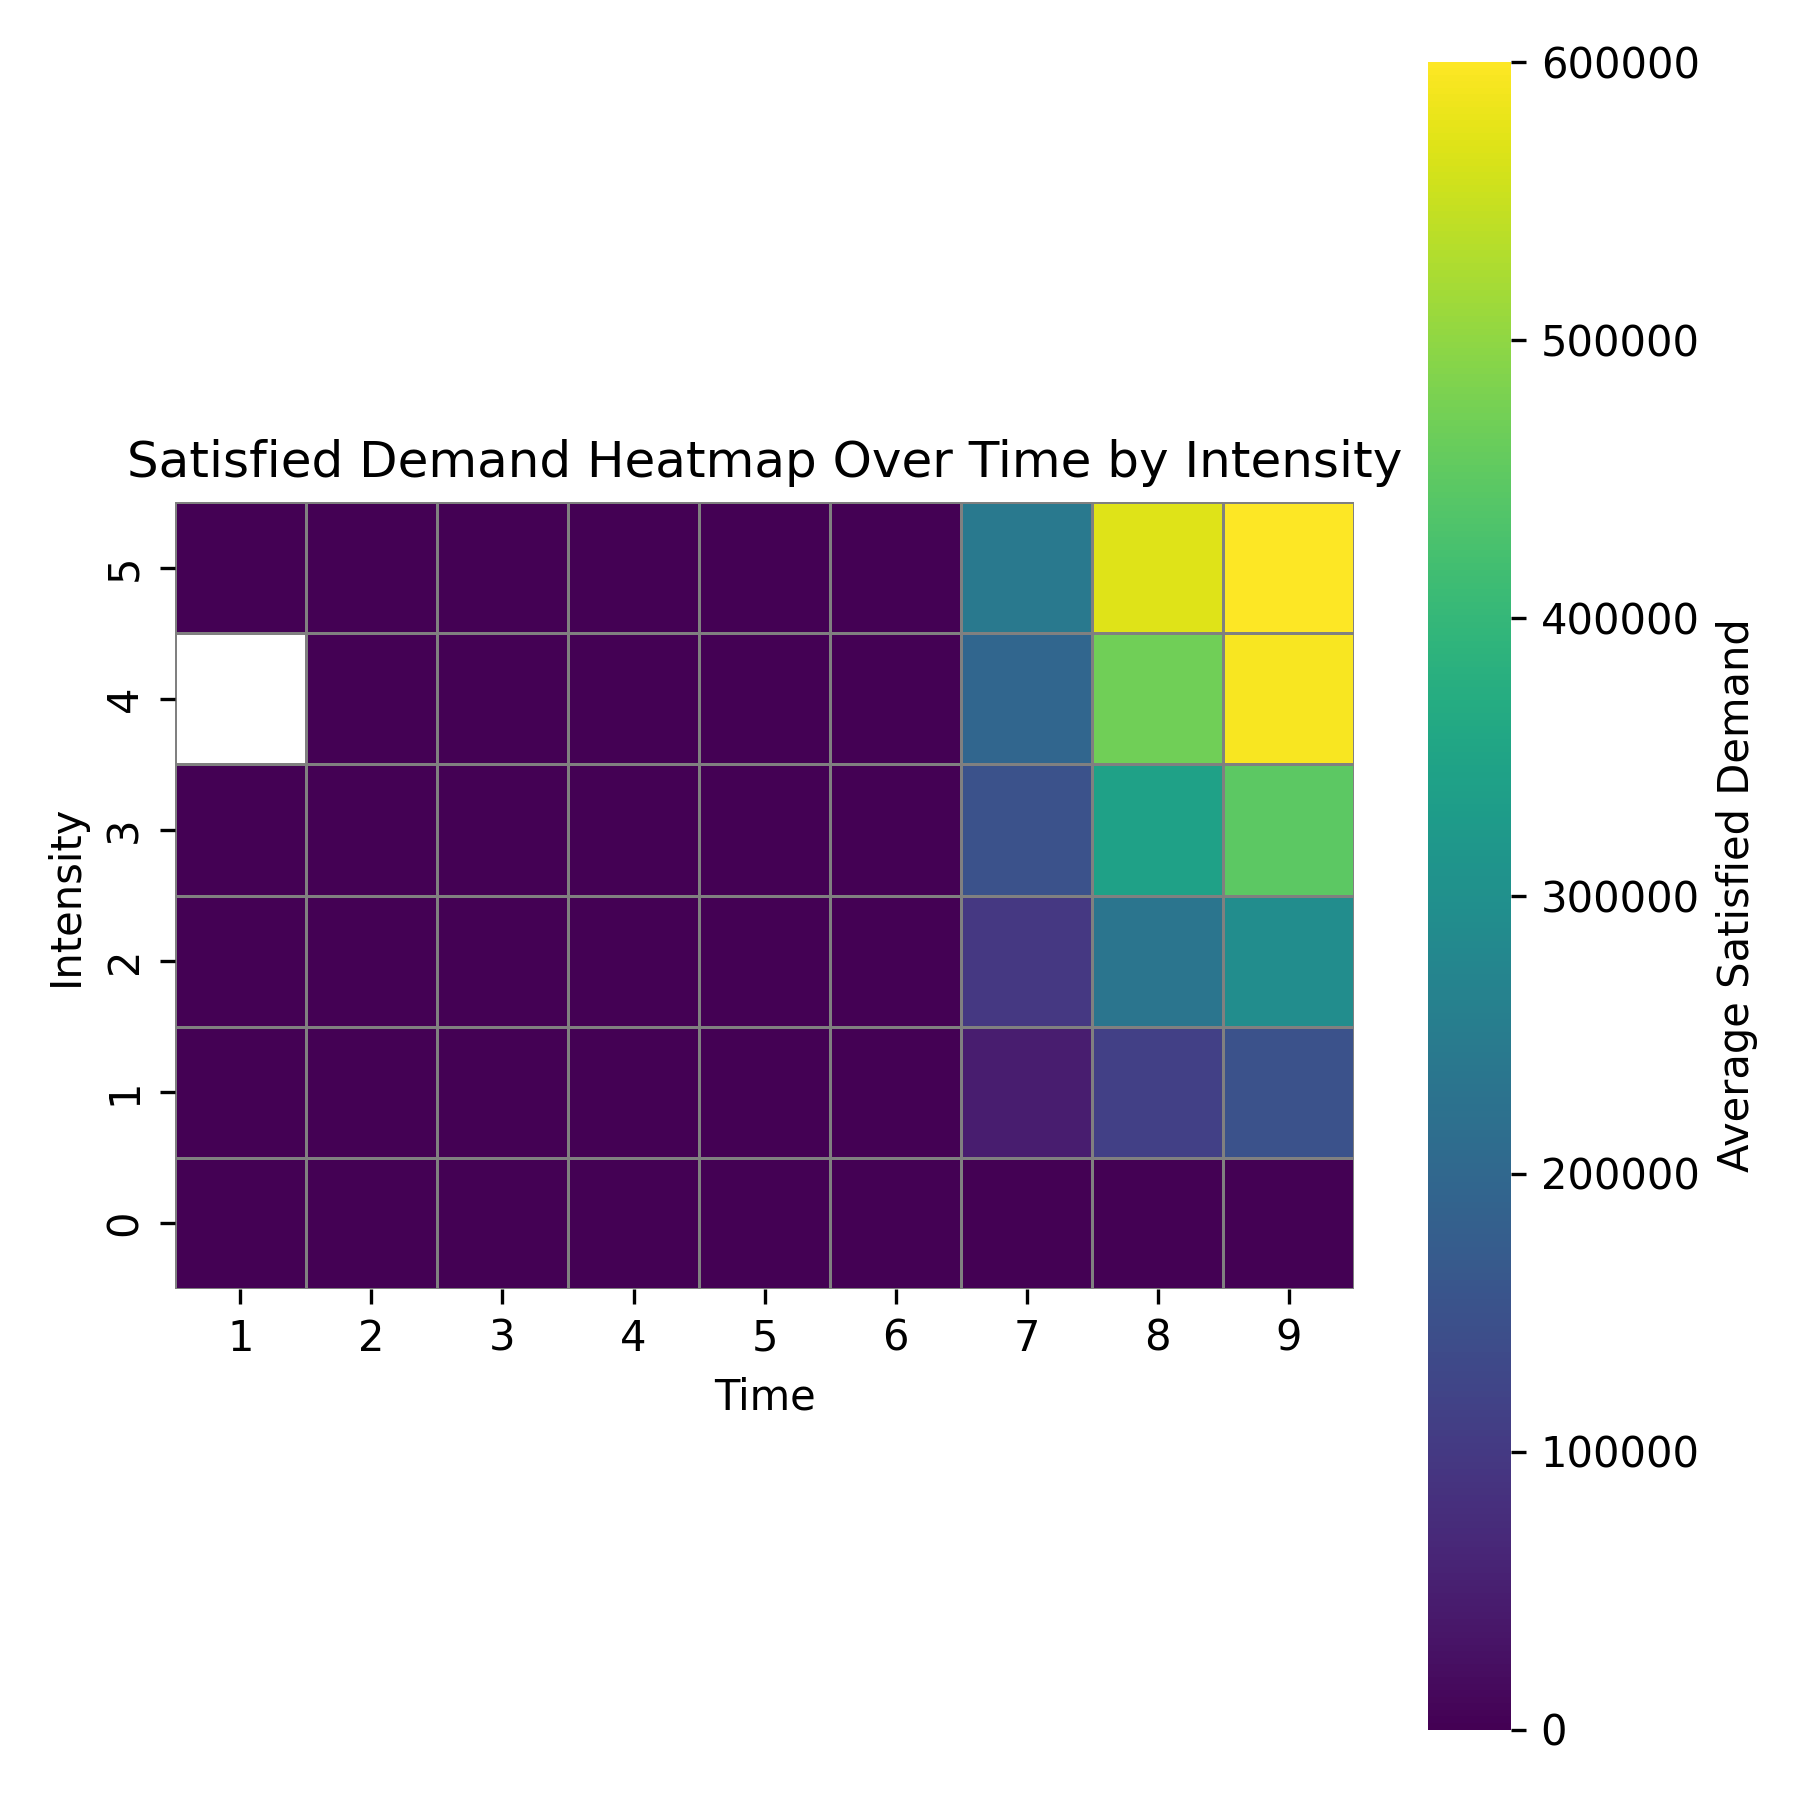 Satisfied Demand Heatmap Over Time by Intensity
Intensity
5
4
3
2
1
0
1 2 3 4 5 6 7 8 9
Time
600000
500000
400000
300000
200000
100000
0
Average Satisfied Demand